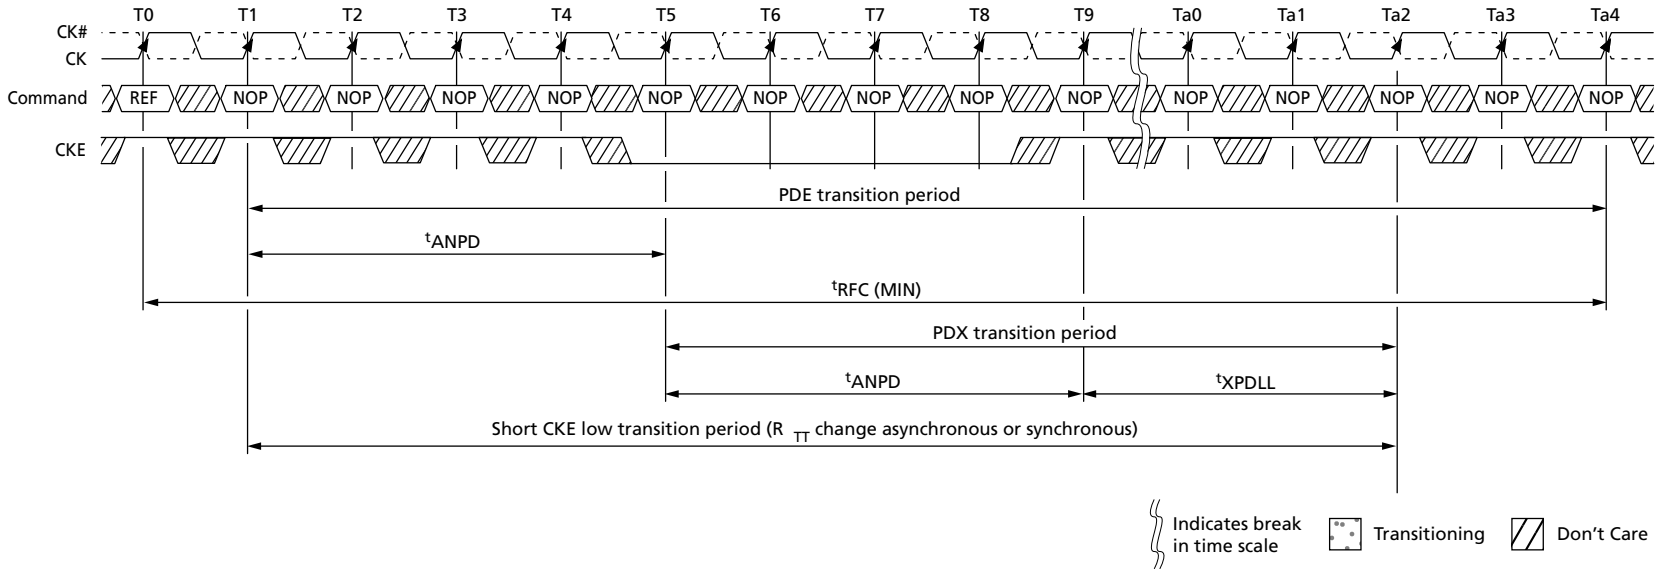 T0 T1 T2 T3 T4 T5 T6 T7 T8 T9 Ta0 Ta1 Ta2 Ta3 Ta4
CK#
CK
Command REF NOP NOP NOP NOP NOP NOP NOP NOP NOP NOP NOP NOP NOP NOP
CKE
PDE transition period
tANPD
tRFC (MIN)
PDX transition period
tANPD tXPDLL
Short CKE low transition period (R TT change asynchronous or synchronous)
Indicates break
in time scale
Transitioning
Don't Care